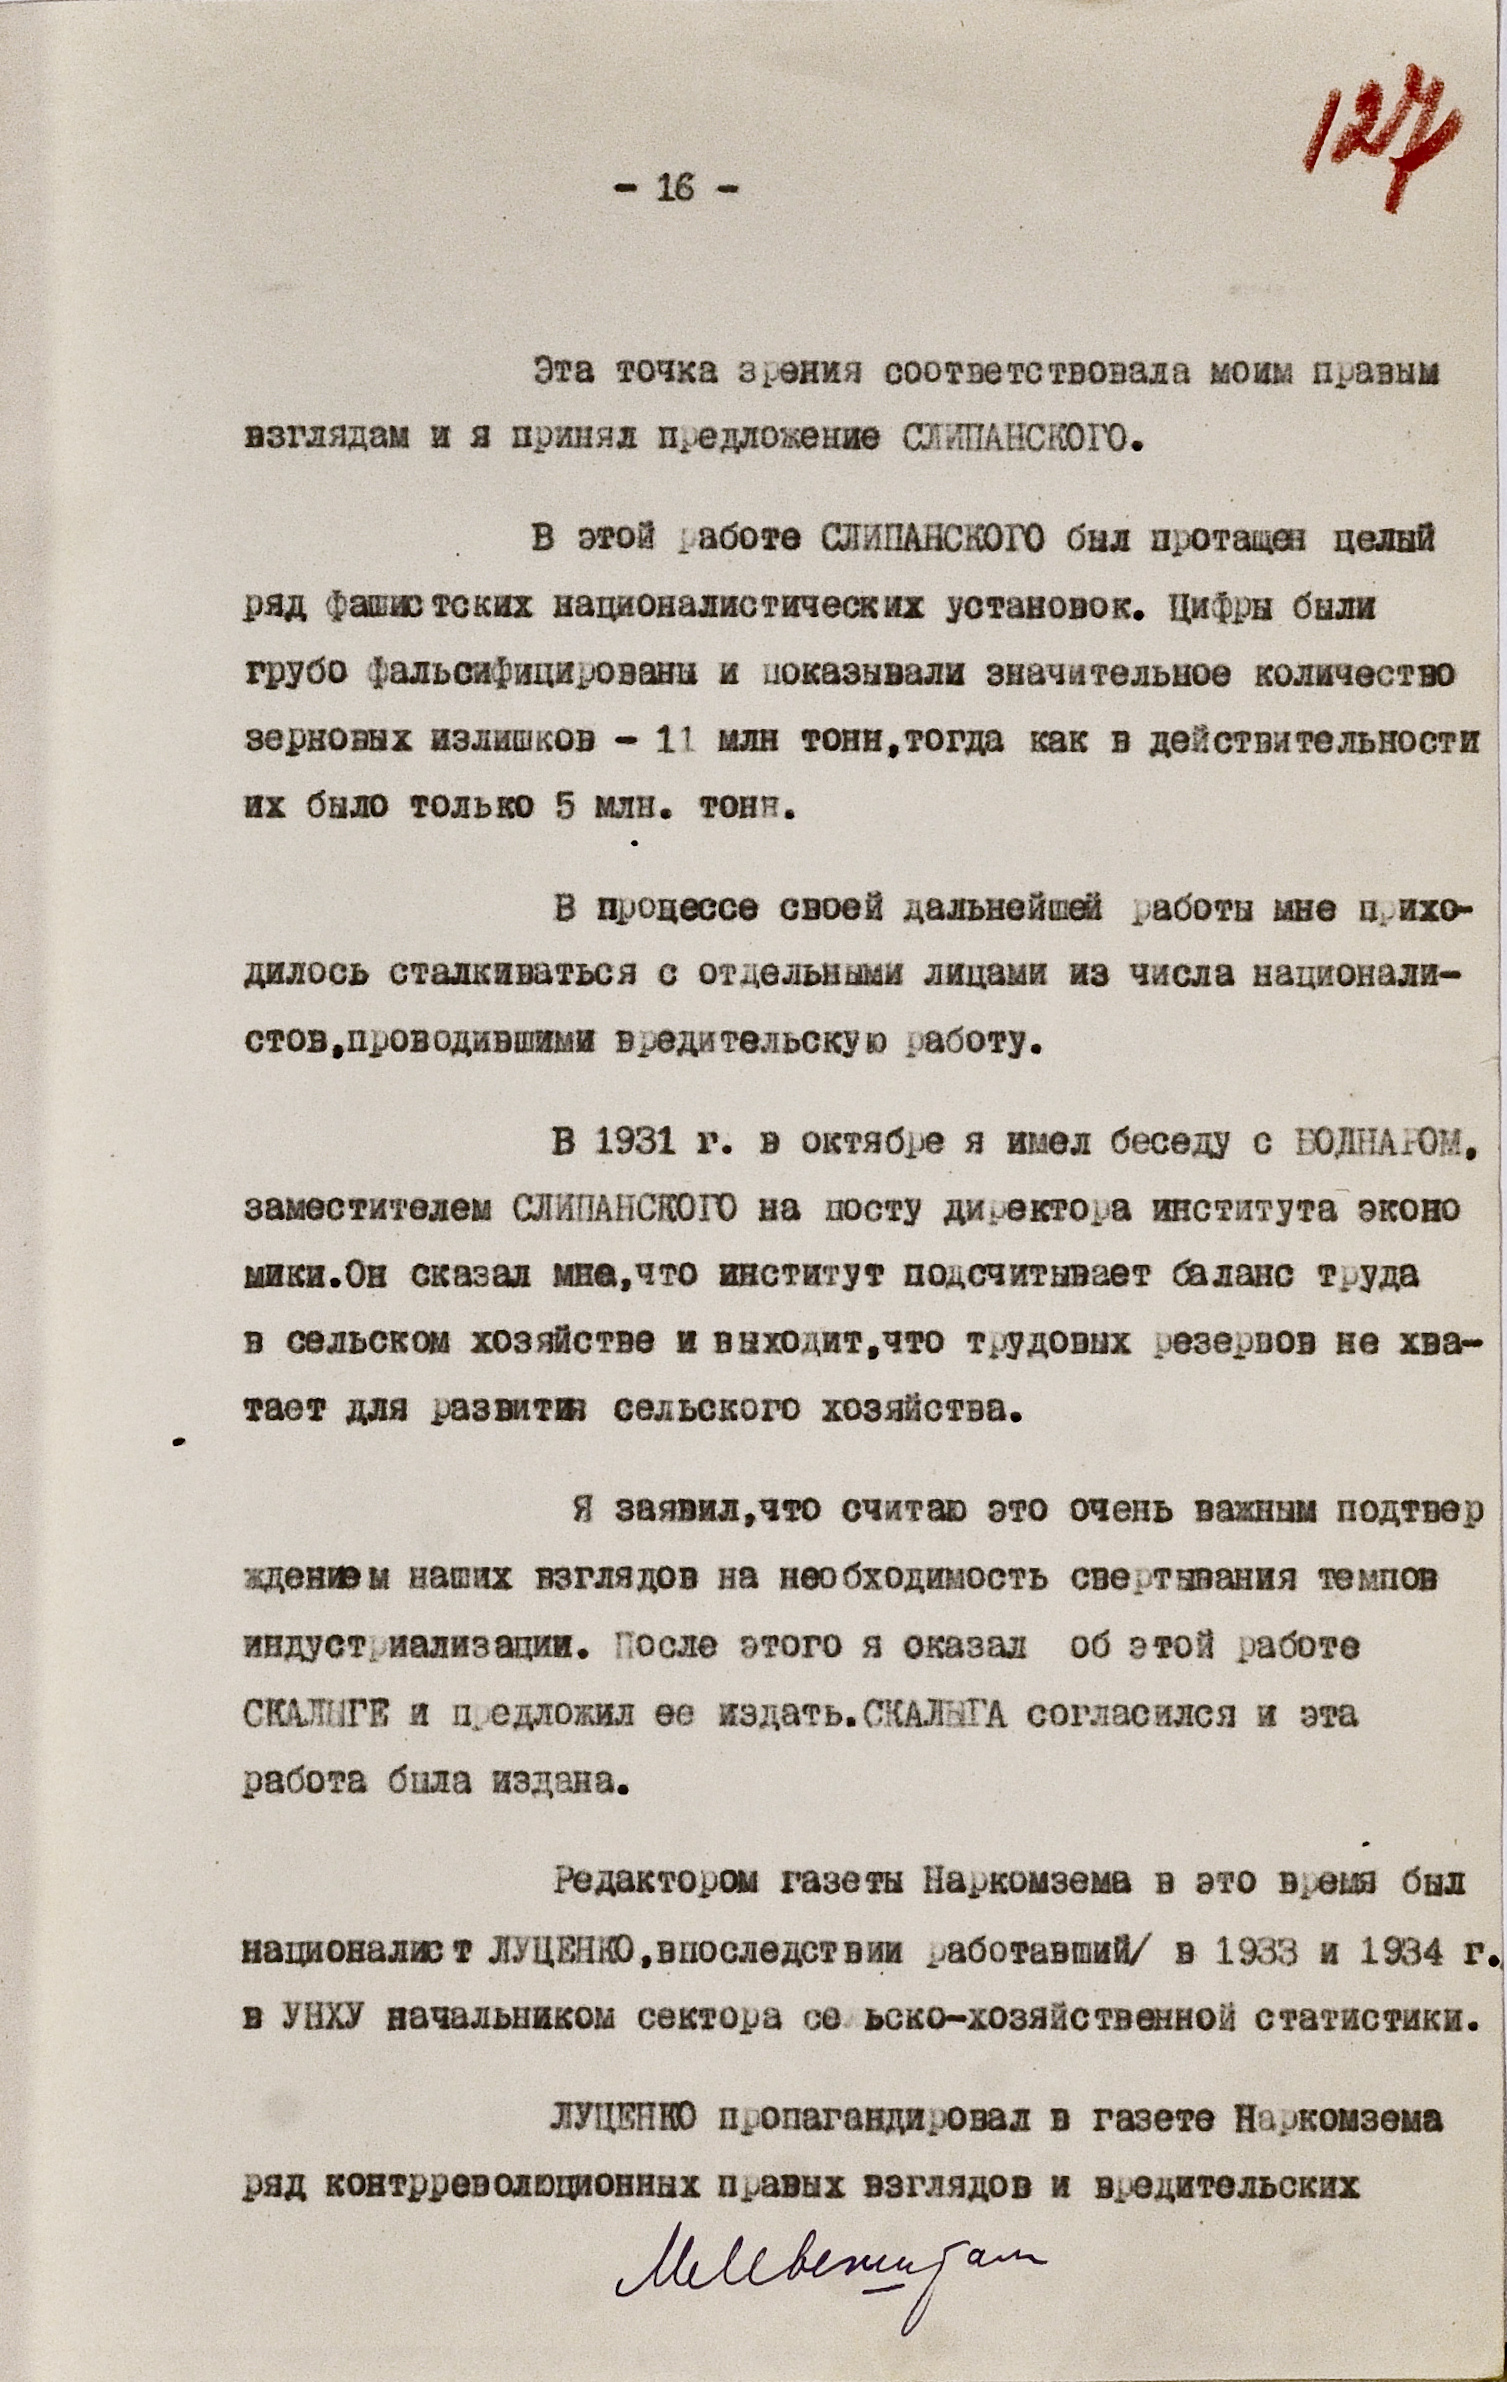 127
- 16 -
Эта точка зрения соответствовала моим правым
взглядам и я принял предложение СЛИПАНСКОГО.
В этой работе СЛИПАНСКОГО был протащен целый
ряд фашистских националистических установок. Цифры были
грубо фальсифицированы и показывали значительное количество
зерновых излишков - 11 млн тонн,тогда как в действительности
их было только 5 млн. тонн.
В процессе своей дальнейшей работы мне прихо-
дилось сталкиваться с отдельными лицами из числа национали-
стов,проводившими вредительскую работу.
В 1931 г. в октябре я имел беседу с БОДНАРОМ,
заместителем СЛИПАНСКОГО на посту директора института эконо
мики.Он сказал мне,что институт подсчитывает баланс труда
в сельском хозяйстве и выходит,что трудовых резервов не хва-
тает для развития сельского хозяйства.
Я заявил,что считаю это очень важным подтвер
ждением наших взглядов на необходимость свертывания темпов
индустриализации. После этого я сказал об этой работе
СКАЛЫГЕ и предложил ее издать.СКАЛЫГА согласился и эта
работа была издана.
Редактором газеты Наркомзема в это время был
националист ЛУЦЕНКО,впоследствии работавший/ в 1933 и 1934 г.
в УНХУ начальником сектора сельско-хозяйственной статистики.
ЛУЦЕНКО пропагандировал в газете Наркомзема
ряд контрреволюционных правых взглядов и вредительских